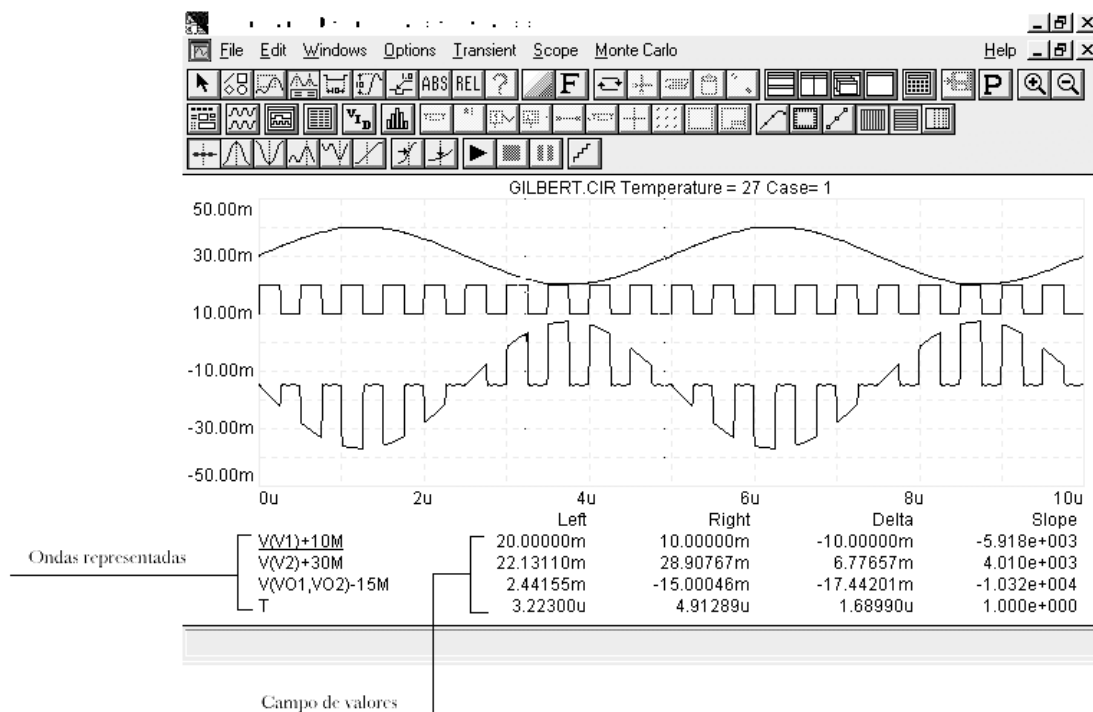 File Edit Windows Options Transient Scope Monte Carlo Help
ABS REL ? F P
V I D
GILBERT.CIR Temperature = 27 Case= 1
50.00m
30.00m
10.00m
-10.00m
-30.00m
-50.00m
0u 2u 4u 6u 8u 10u
Left Right Delta Slope
V(V1)+10M 20.00000m 10.00000m -10.00000m -5.918e+003
V(V2)+30M 22.13110m 28.90767m 6.77657m 4.010e+003
V(VO1,VO2)-15M 2.44155m -15.00046m -17.44201m -1.032e+004
T 3.22300u 4.91289u 1.68990u 1.000e+000
Ondas representadas
Campo de valores